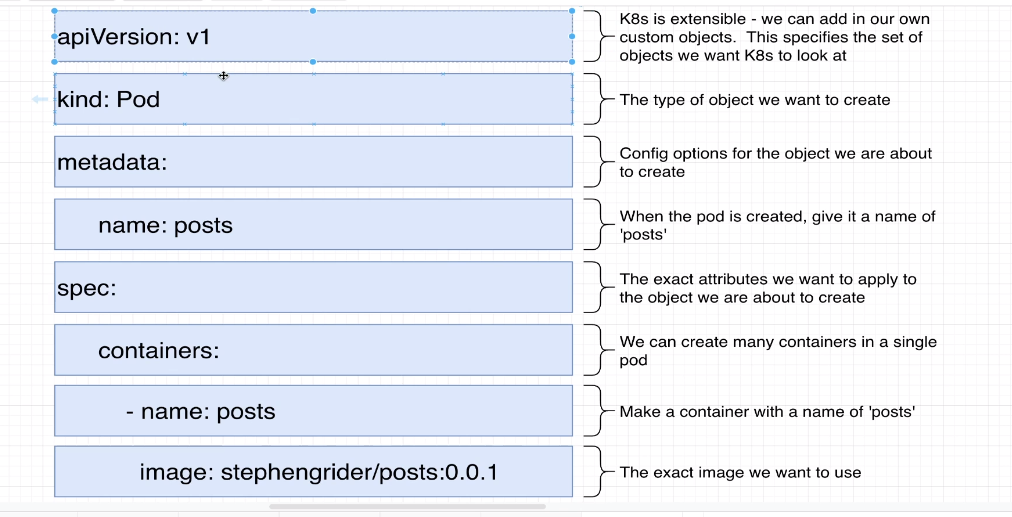 apiVersion: v1
K8s is extensible - we can add in our own
custom objects.  This specifies the set of
objects we want K8s to look at
kind: Pod
The type of object we want to create
metadata:
Config options for the object we are about
to create
name: posts
When the pod is created, give it a name of
'posts'
spec:
The exact attributes we want to apply to
the object we are about to create
containers:
We can create many containers in a single
pod
- name: posts
Make a container with a name of 'posts'
image: stephengrider/posts:0.0.1
The exact image we want to use